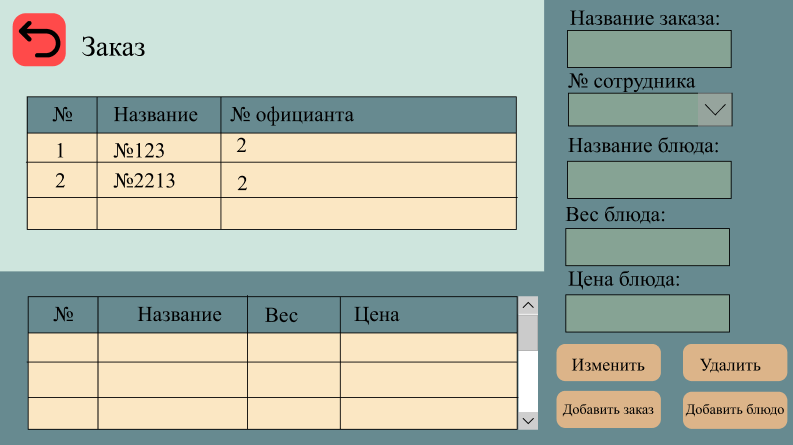 Заказ
№ Название № официанта
1 №123 2
2 №2213 2
№ Название Вес Цена
Название заказа:
№ сотрудника
Название блюда:
Вес блюда:
Цена блюда:
Изменить Удалить
Добавить заказ Добавить блюдо